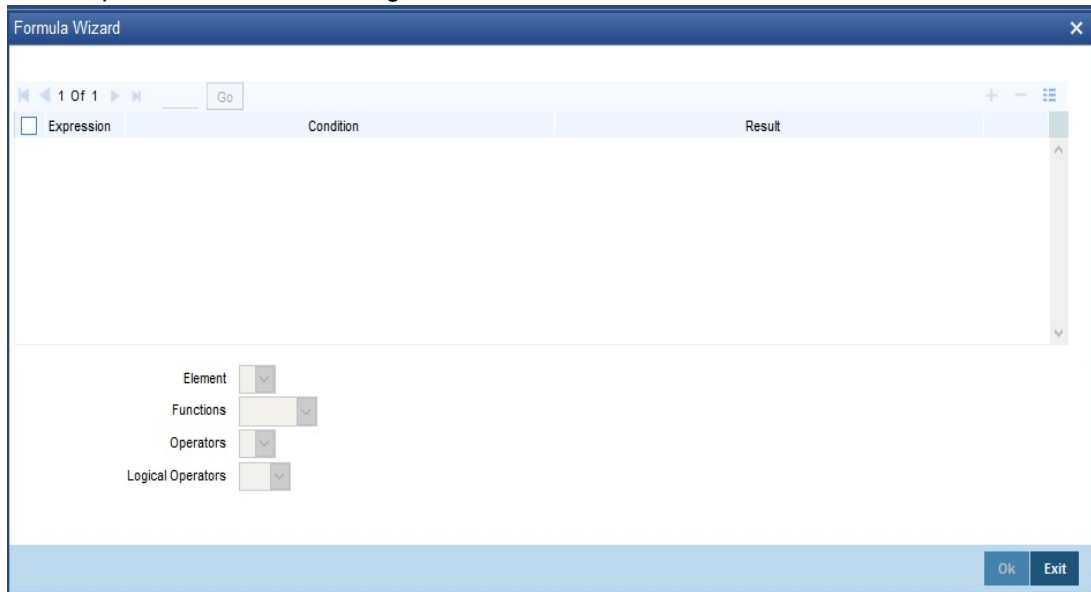 Formula Wizard
1 Of 1 Go
Expression Condition Result
Element
Functions
Operators
Logical Operators
Ok Exit